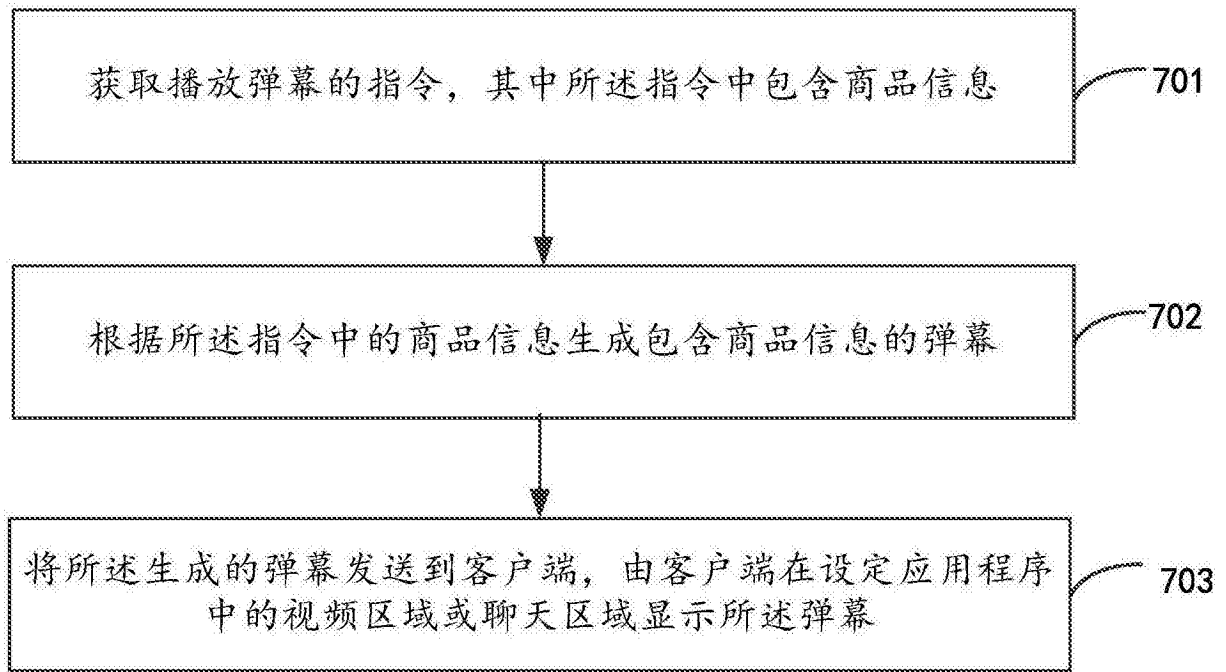 获取播放弹幕的指令，其中所述指令中包含商品信息
701
根据所述指令中的商品信息生成包含商品信息的弹幕
702
将所述生成的弹幕发送到客户端，由客户端在设定应用程序
中的视频区域或聊天区域显示所述弹幕
703